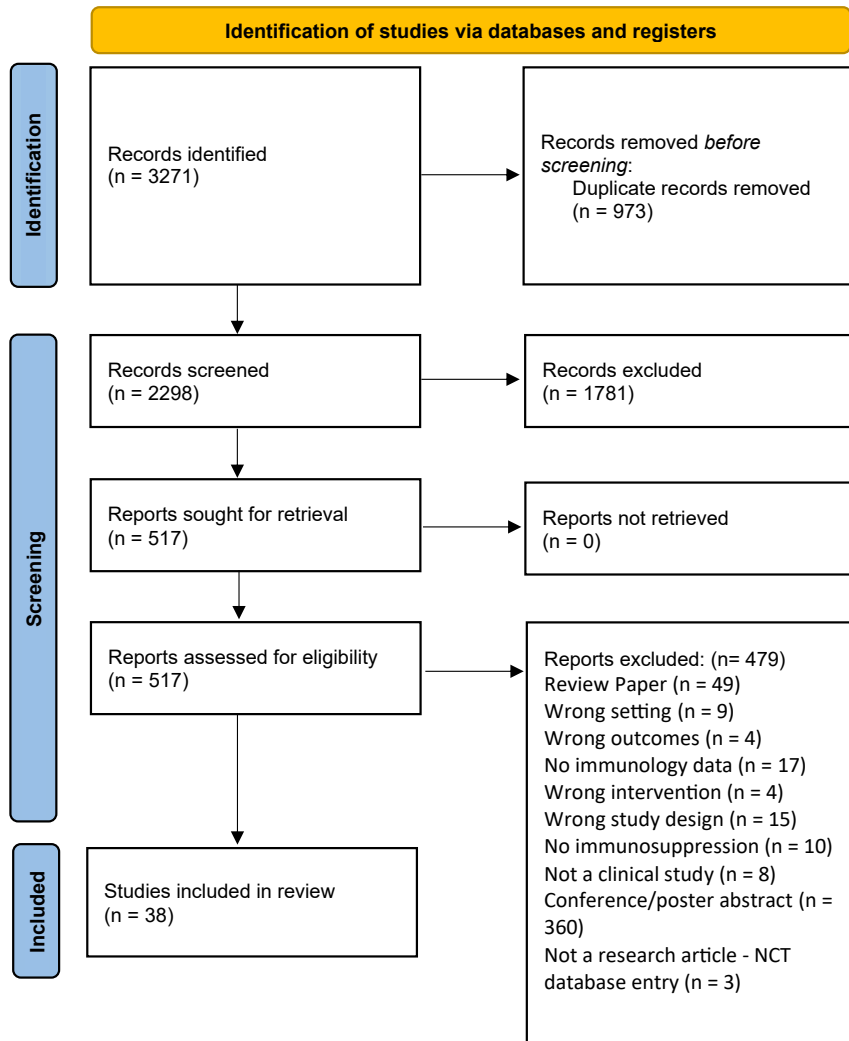 Identification of studies via databases and registers
Identification
Records identified
(n = 3271)
Records removed before
screening:
Duplicate records removed
(n = 973)
Screening
Records screened
(n = 2298)
Records excluded
(n = 1781)
Reports sought for retrieval
(n = 517)
Reports not retrieved
(n = 0)
Reports assessed for eligibility
(n = 517)
Reports excluded: (n= 479)
Review Paper (n = 49)
Wrong setting (n = 9)
Wrong outcomes (n = 4)
No immunology data (n = 17)
Wrong intervention (n = 4)
Wrong study design (n = 15)
No immunosuppression (n = 10)
Not a clinical study (n = 8)
Conference/poster abstract (n =
360)
Not a research article - NCT
database entry (n = 3)
Included
Studies included in review
(n = 38)